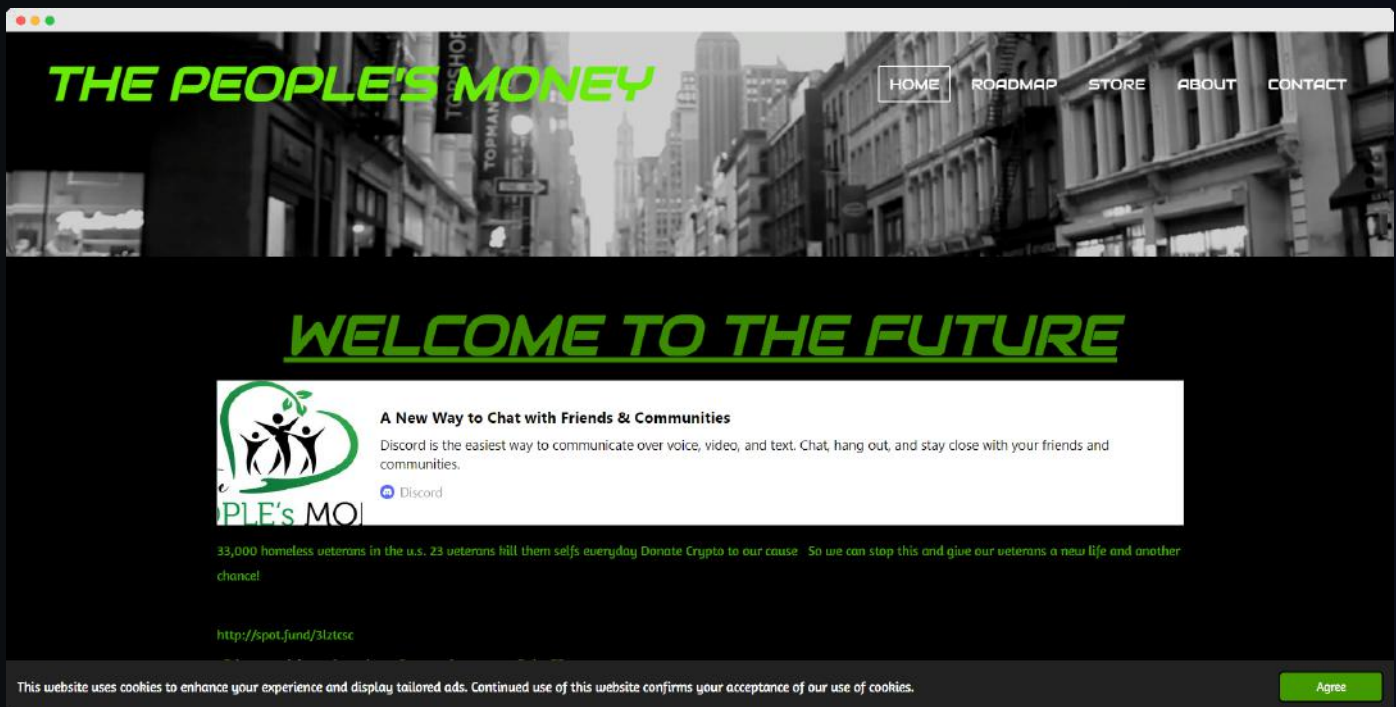 THE PEOPLE'S MONEY
HOME ROADMAP STORE ABOUT CONTACT
TOPSHOP
TOPMAN
WELCOME TO THE FUTURE
A New Way to Chat with Friends & Communities
Discord is the easiest way to communicate over voice, video, and text. Chat, hang out, and stay close with your friends and
communities.
Discord
OPLE's MO
33,000 homeless veterans in the u.s. 23 veterans kill them selfs everyday Donate Crypto to our cause So we can stop this and give our veterans a new life and another
chance!
http://spot.fund/3lztcsc
This website uses cookies to enhance your experience and display tailored ads. Continued use of this website confirms your acceptance of our use of cookies.
Agree